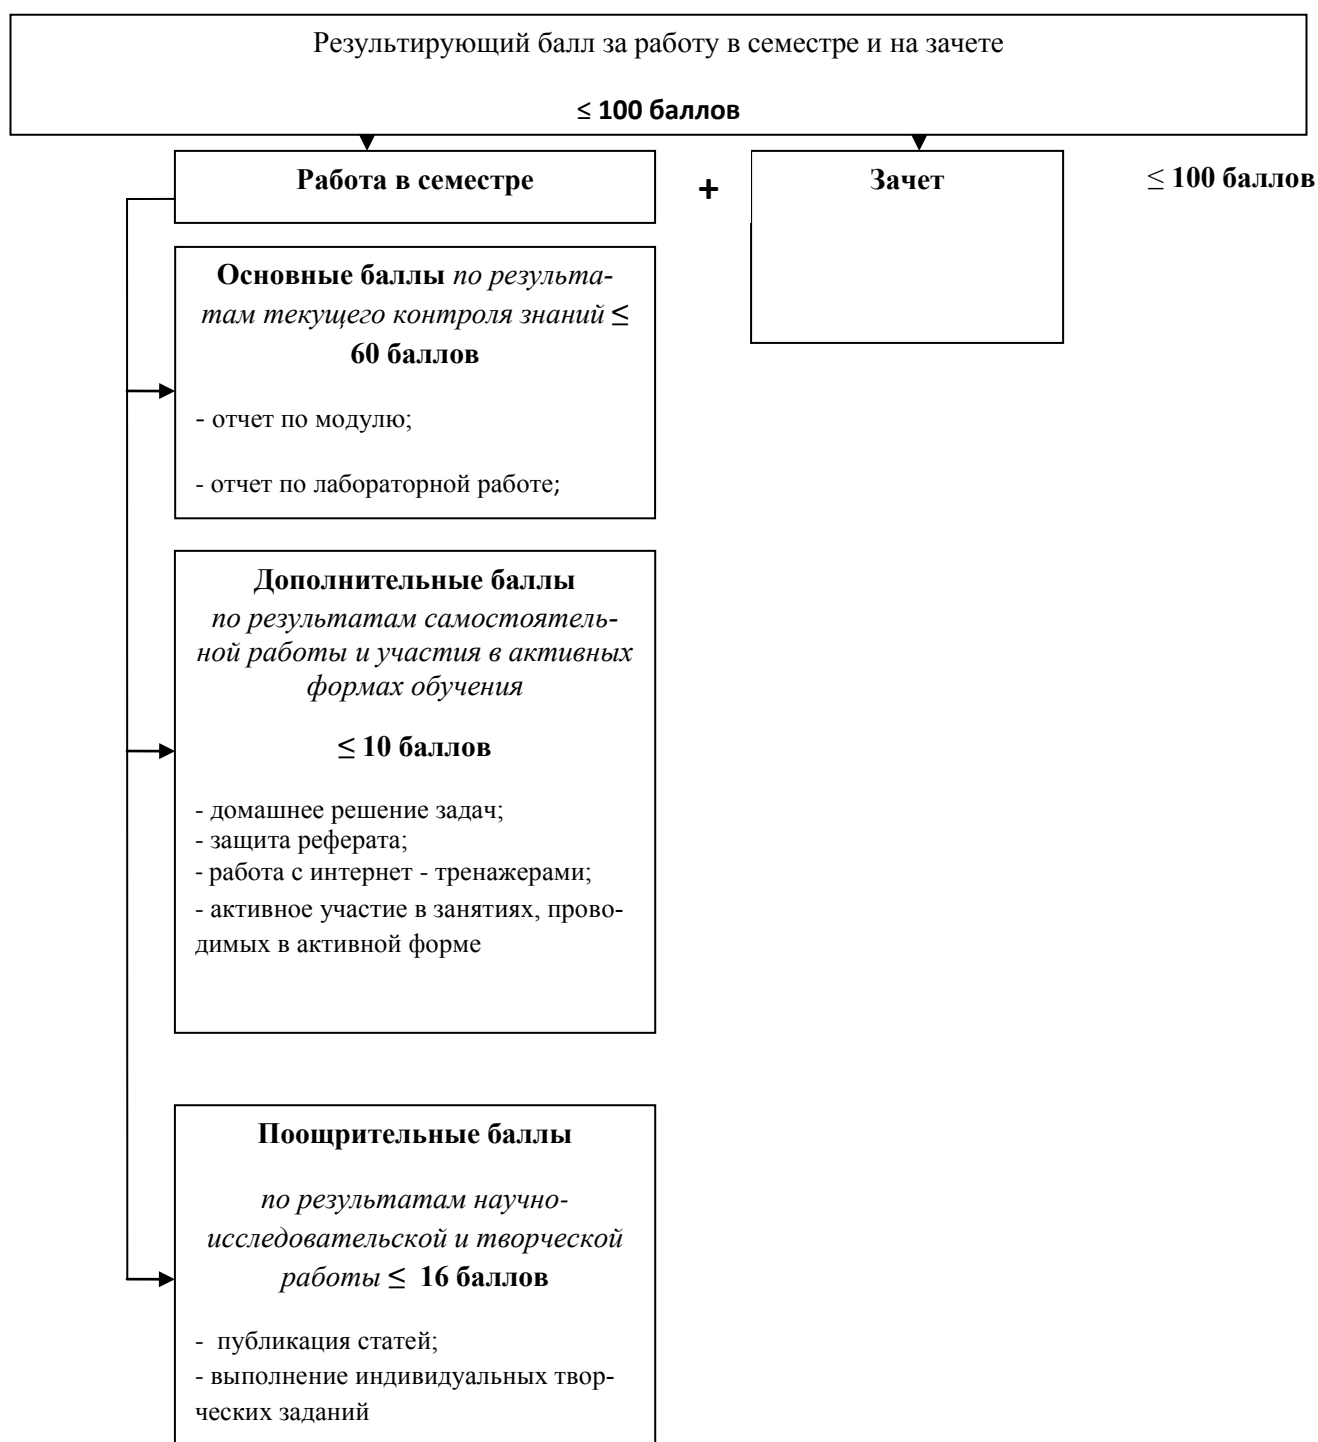 Результирующий балл за работу в семестре и на зачете
≤ 100 баллов
Работа в семестре
+
Зачет
≤ 100 баллов
Основные баллы по результа-
там текущего контроля знаний ≤
60 баллов
- отчет по модулю;
- отчет по лабораторной работе;
Дополнительные баллы
по результатам самостоятель-
ной работы и участия в активных
формах обучения
≤ 10 баллов
- домашнее решение задач;
- защита реферата;
- работа с интернет - тренажерами;
- активное участие в занятиях, прово-
димых в активной форме
Поощрительные баллы
по результатам научно-
исследовательской и творческой
работы ≤ 16 баллов
- публикация статей;
- выполнение индивидуальных твор-
ческих заданий